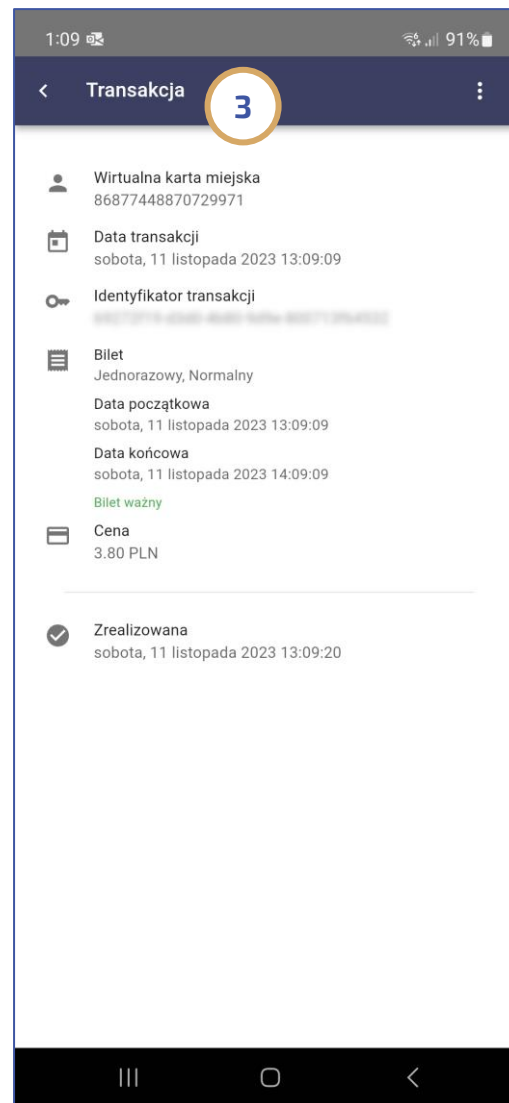 1:09 91%
Transakcja
3
Wirtualna karta miejska
86877448870729971
Data transakcji
sobota, 11 listopada 2023 13:09:09
Identyfikator transakcji
Bilet
Jednorazowy, Normalny
Data początkowa
sobota, 11 listopada 2023 13:09:09
Data końcowa
sobota, 11 listopada 2023 14:09:09
Bilet ważny
Cena
3.80 PLN
Zrealizowana
sobota, 11 listopada 2023 13:09:20